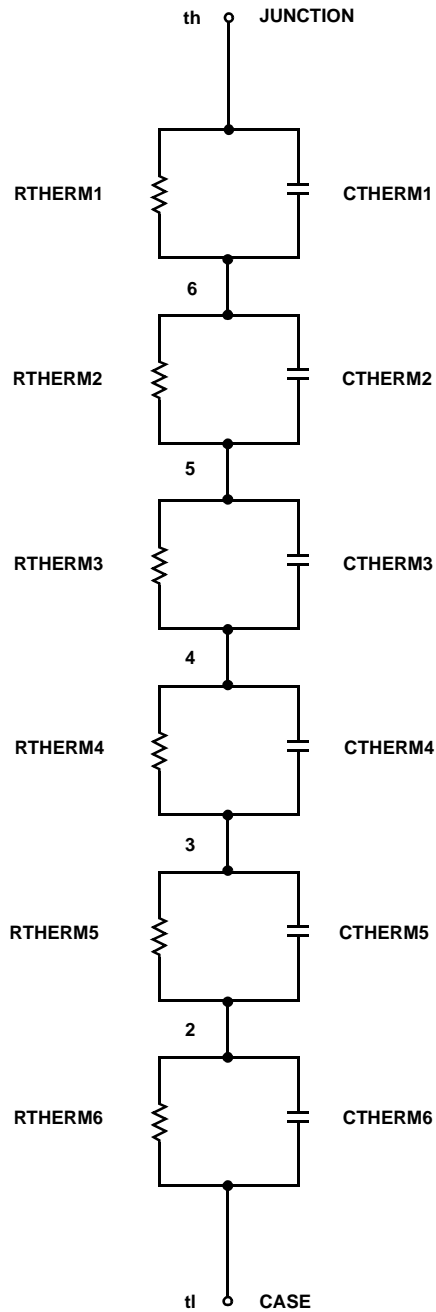 th JUNCTION
RTHERM1 CTHERM1
6
RTHERM2 CTHERM2
5
RTHERM3 CTHERM3
4
RTHERM4 CTHERM4
3
RTHERM5 CTHERM5
2
RTHERM6 CTHERM6
tl CASE